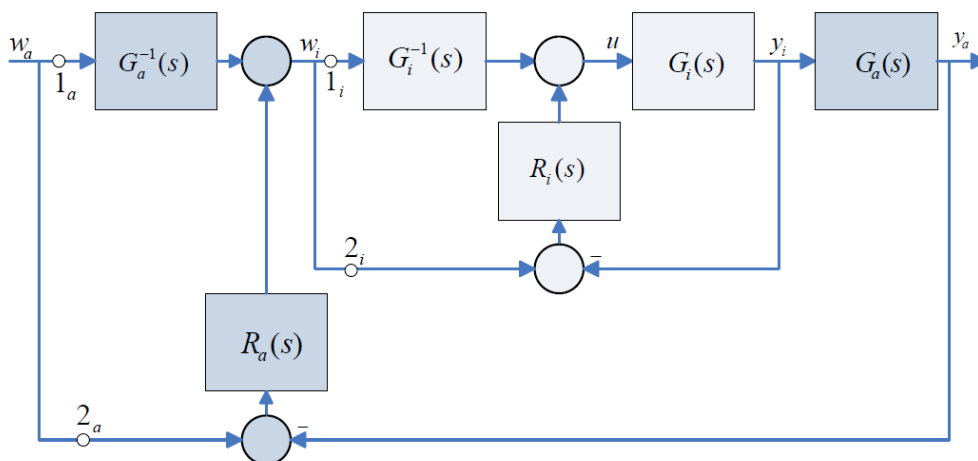 w_a
1_a
G_a^{-1}(s)
w_i
1_i
G_i^{-1}(s)
u
G_i(s)
y_i
G_a(s)
y_a
R_i(s)
2_i
–
R_a(s)
2_a
–